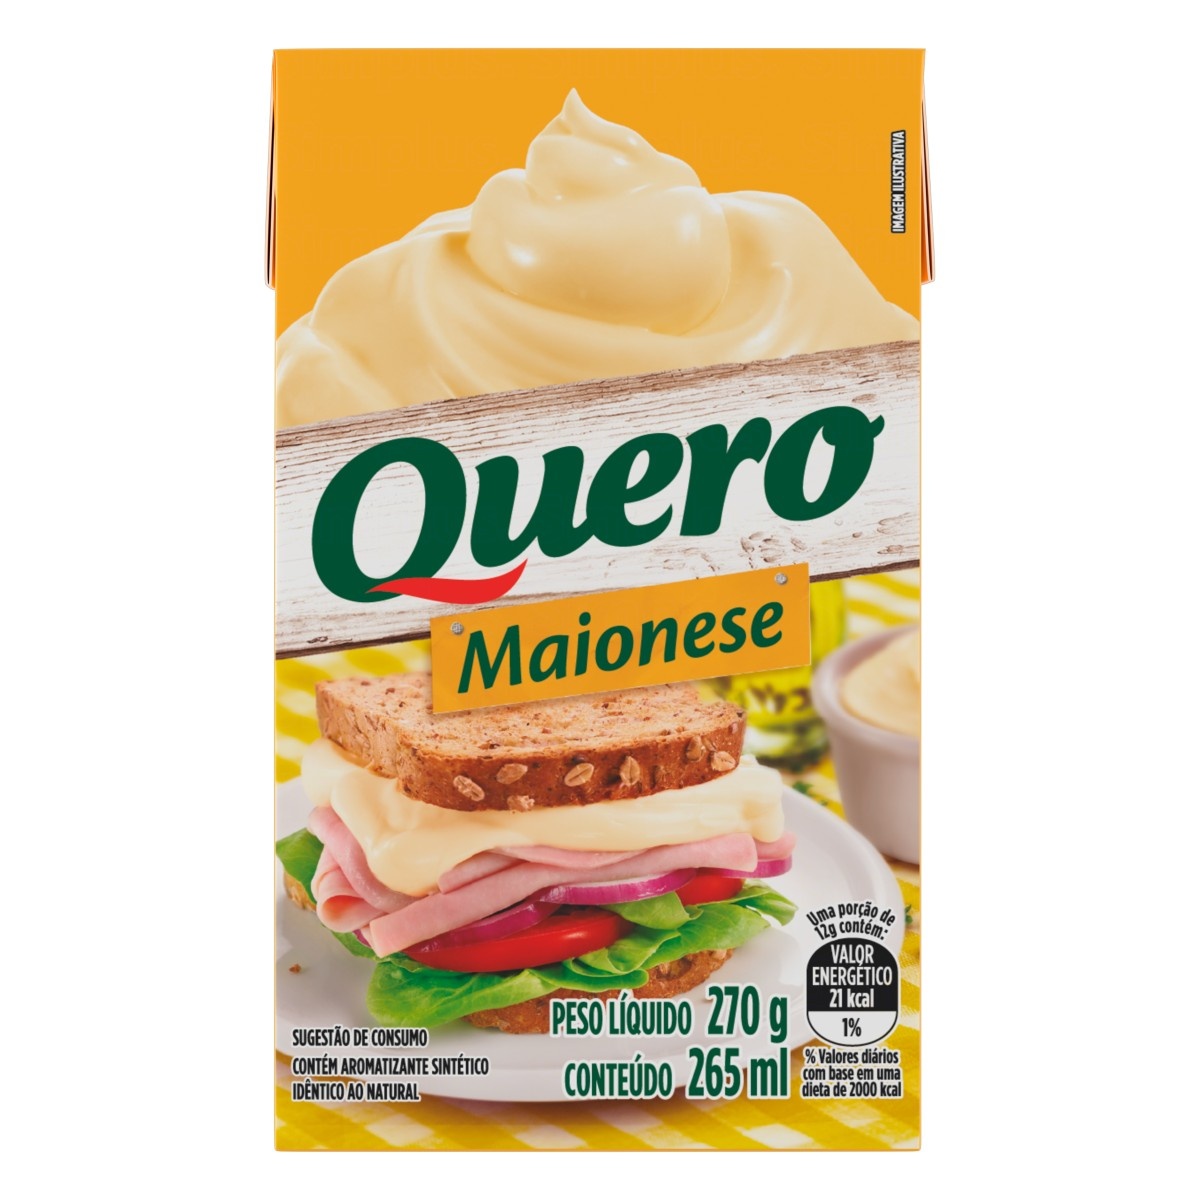 IMAGEM ILUSTRATIVA
Quero
Maionese
Uma porção de
12g contém:
VALOR
ENERGÉTICO
21 kcal
1%
% Valores diários
com base em uma
dieta de 2000 kcal
PESO LÍQUIDO 270 g
CONTEÚDO 265 ml
SUGESTÃO DE CONSUMO
CONTÉM AROMATIZANTE SINTÉTICO
IDÊNTICO AO NATURAL